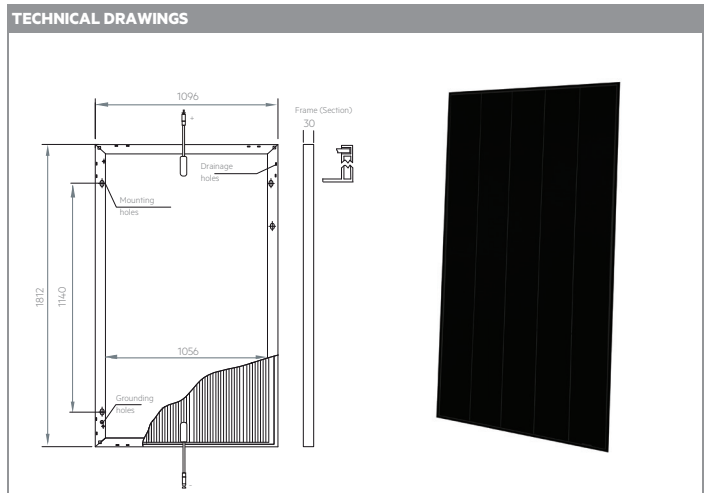 TECHNICAL DRAWINGS
1096
+
Frame (Section)
30
Drainage
holes
Mounting
holes
1812
1140
1056
Grounding
holes
-